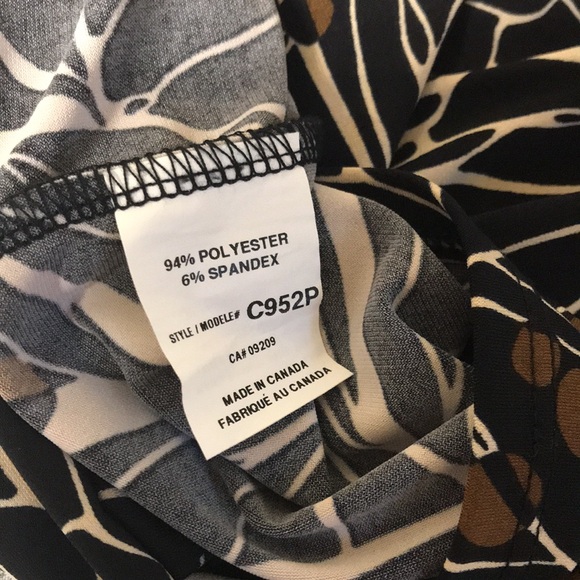 94% POLYESTER
6% SPANDEX
STYLE / MODELE# C952P
CA# 09209
MADE IN CANADA
FABRIQUÉ AU CANADA